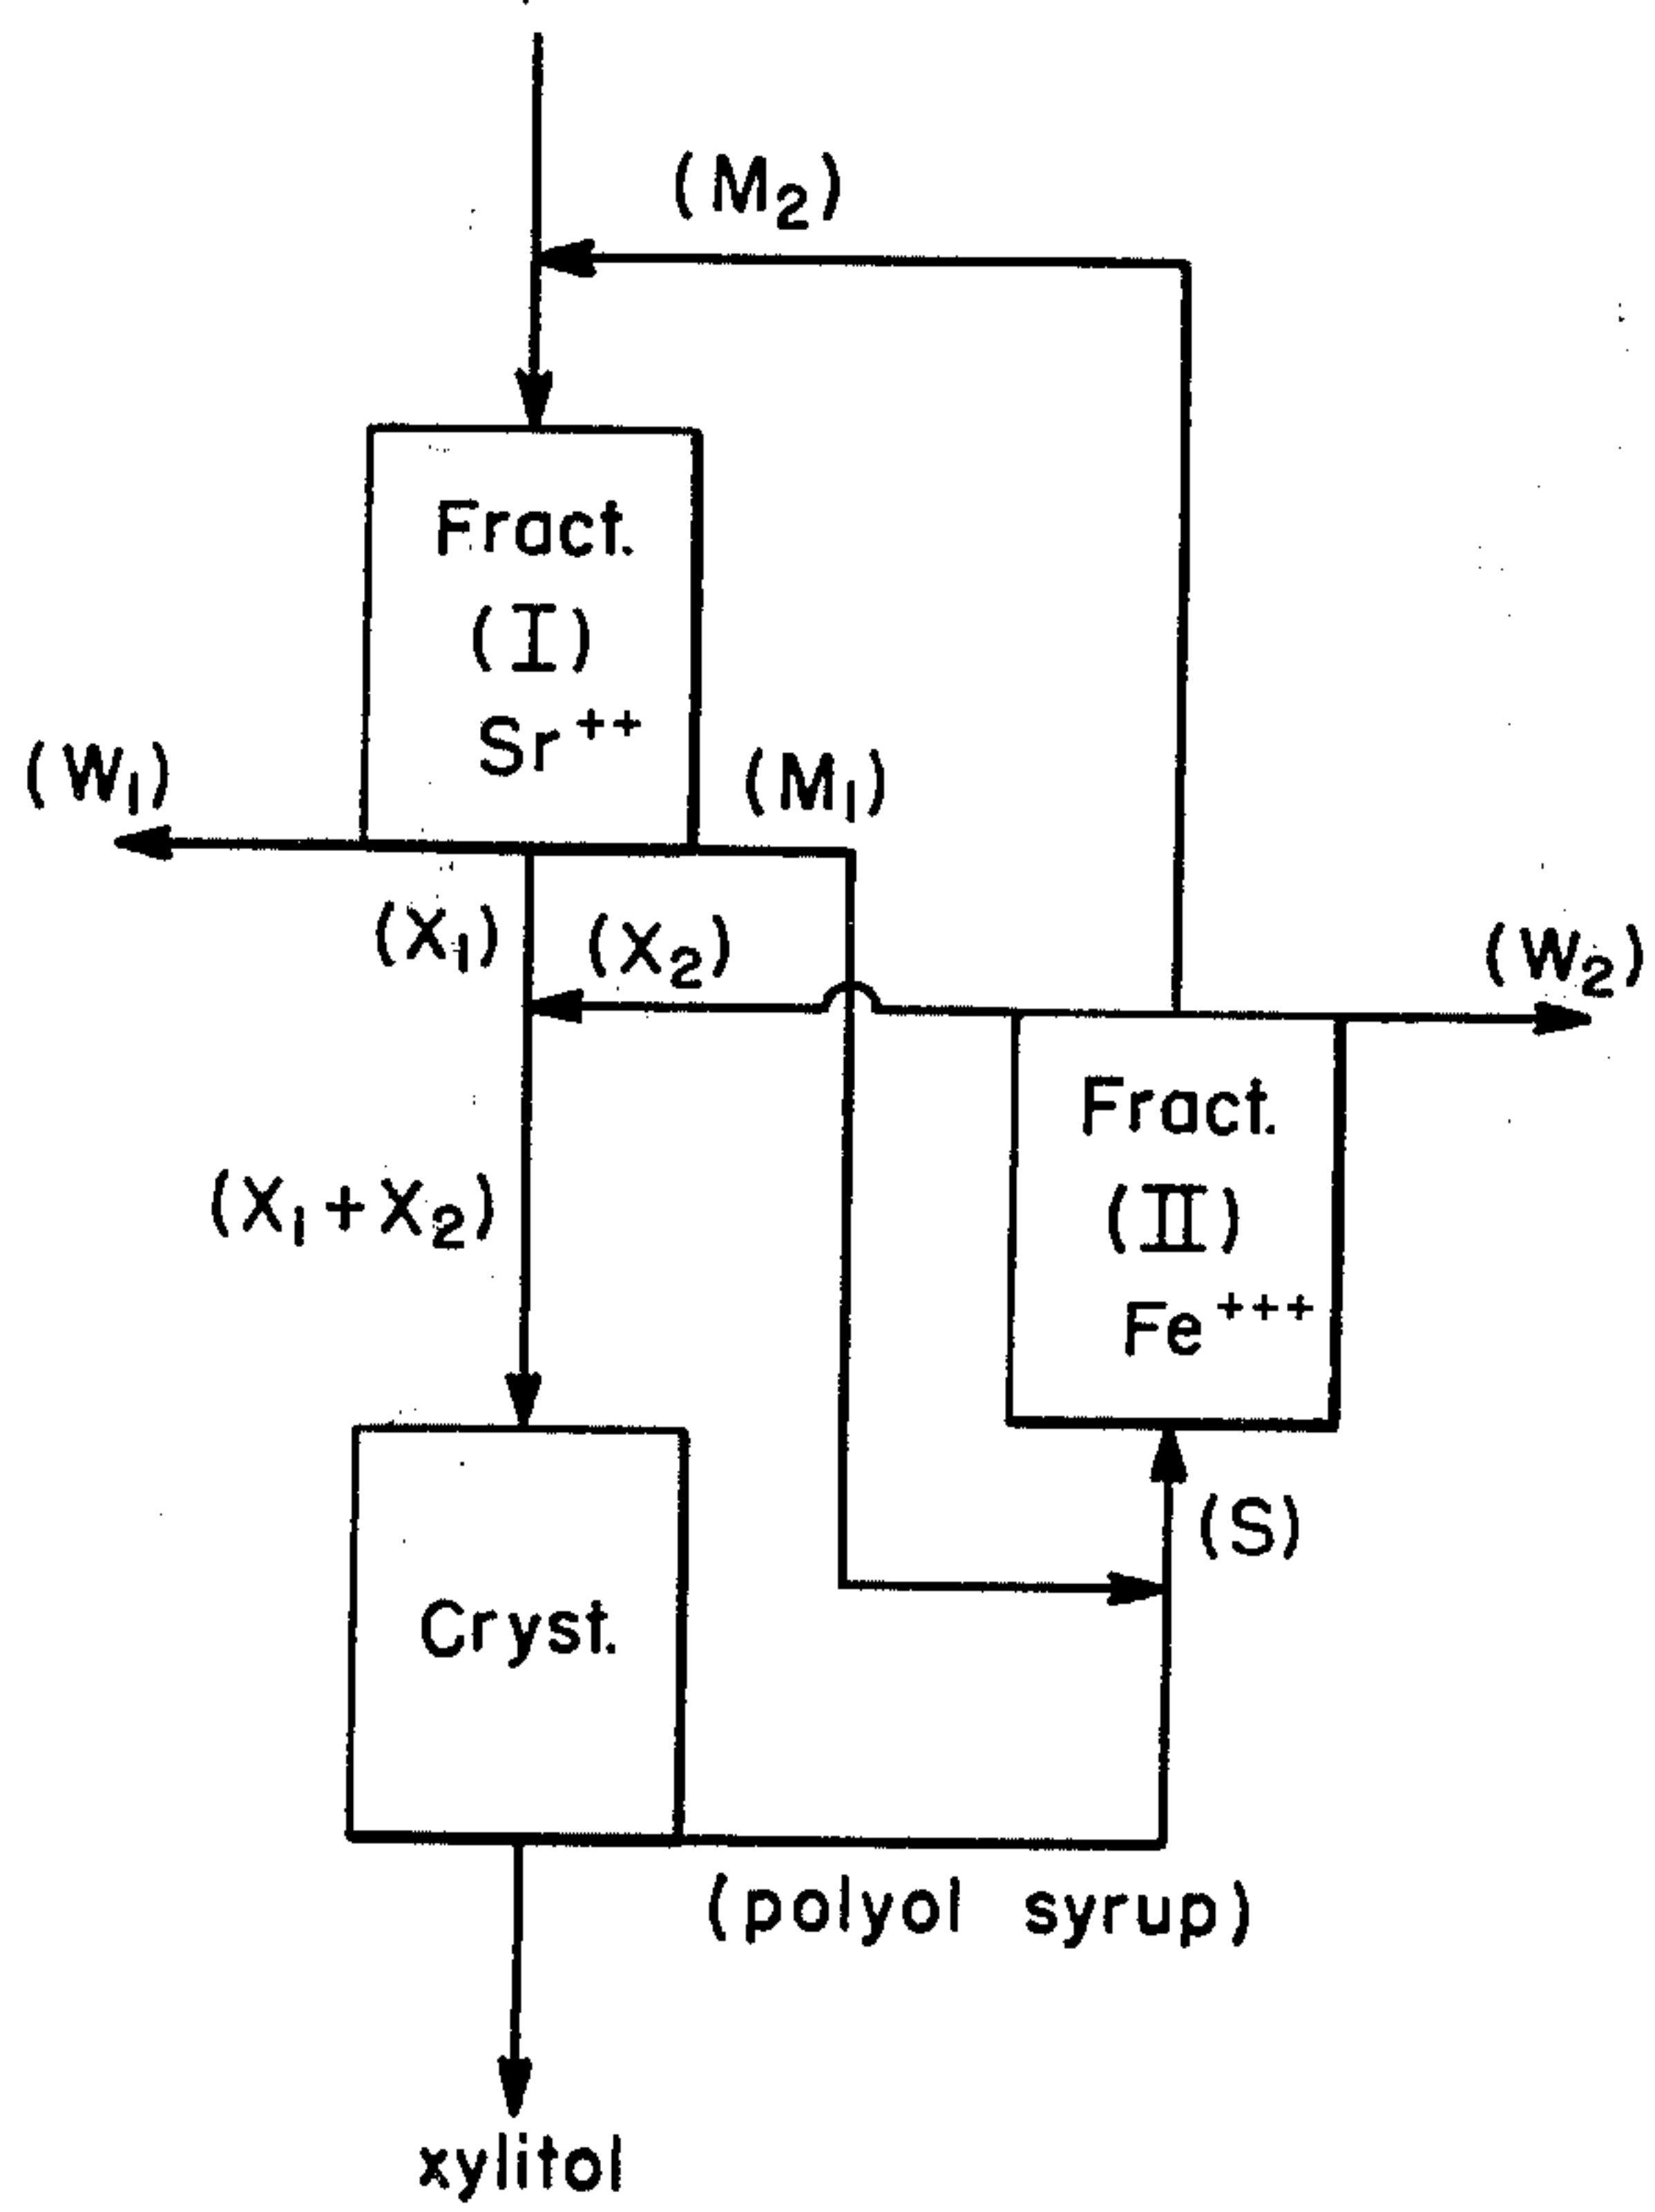 (M₂)
Fract.
(I)
Sr⁺⁺
(W₁)
(M₁)
(X₁)
(X₂)
(W₂)
Fract.
(II)
Fe⁺⁺⁺
(X₁+X₂)
(S)
Cryst.
(polyol syrup)
xylitol